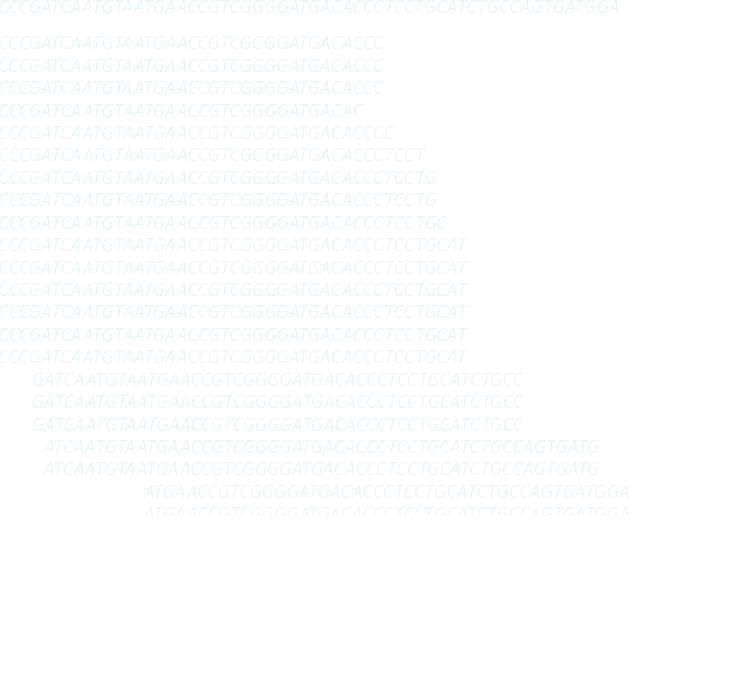 CCCGATCAATGTAATGAACCGTCGGGGATGACACCCTCCTGCATCTGCCAGTGATGGA
CCCGATCAATGTAATGAACCGTCGGGGATGACACCC
CCCGATCAATGTAATGAACCGTCGGGGATGACACCC
CCCGATCAATGTAATGAACCGTCGGGGATGACACCC
CCCGATCAATGTAATGAACCGTCGGGGATGACAC
CCCGATCAATGTAATGAACCGTCGGGGATGACACCCC
CCCGATCAATGTAATGAACCGTCGGGGATGACACCCTCCT
CCCGATCAATGTAATGAACCGTCGGGGATGACACCCTCCTG
CCCGATCAATGTAATGAACCGTCGGGGATGACACCCTCCTG
CCCGATCAATGTAATGAACCGTCGGGGATGACACCCTCCTGC
CCCGATCAATGTAATGAACCGTCGGGGATGACACCCTCCTGCAT
CCCGATCAATGTAATGAACCGTCGGGGATGACACCCTCCTGCAT
CCCGATCAATGTAATGAACCGTCGGGGATGACACCCTCCTGCAT
CCCGATCAATGTAATGAACCGTCGGGGATGACACCCTCCTGCAT
CCCGATCAATGTAATGAACCGTCGGGGATGACACCCTCCTGCAT
CCCGATCAATGTAATGAACCGTCGGGGATGACACCCTCCTGCAT
GATCAATGTAATGAACCGTCGGGGATGACACCCTCCTGCATCTGCC
GATCAATGTAATGAACCGTCGGGGATGACACCCTCCTGCATCTGCC
GATCAATGTAATGAACCGTCGGGGATGACACCCTCCTGCATCTGCC
ATCAATGTAATGAACCGTCGGGGATGACACCCTCCTGCATCTGCCAGTGATG
ATCAATGTAATGAACCGTCGGGGATGACACCCTCCTGCATCTGCCAGTGATG
ATGAACCGTCGGGGATGACACCCTCCTGCATCTGCCAGTGATGGA
ATGAACCGTCGGGGATGACACCCTCCTGCATCTGCCAGTGATGGA